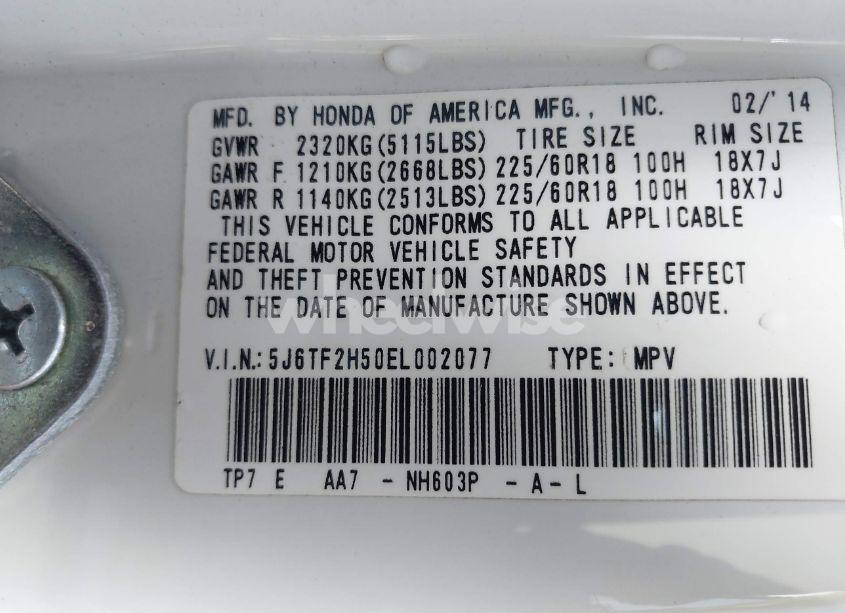 MFD. BY HONDA OF AMERICA MFG., INC. 02/'14
GVWR 2320KG(5115LBS) TIRE SIZE RIM SIZE
GAWR F 1210KG(2668LBS) 225/60R18 100H 18X7J
GAWR R 1140KG(2513LBS) 225/60R18 100H 18X7J
THIS VEHICLE CONFORMS TO ALL APPLICABLE
FEDERAL MOTOR VEHICLE SAFETY
AND THEFT PREVENTION STANDARDS IN EFFECT
ON THE DATE OF MANUFACTURE SHOWN ABOVE.
wheelwise
V.I.N.: 5J6TF2H50EL002077 TYPE: MPV
TP7 E AA7 - NH603P - A - L